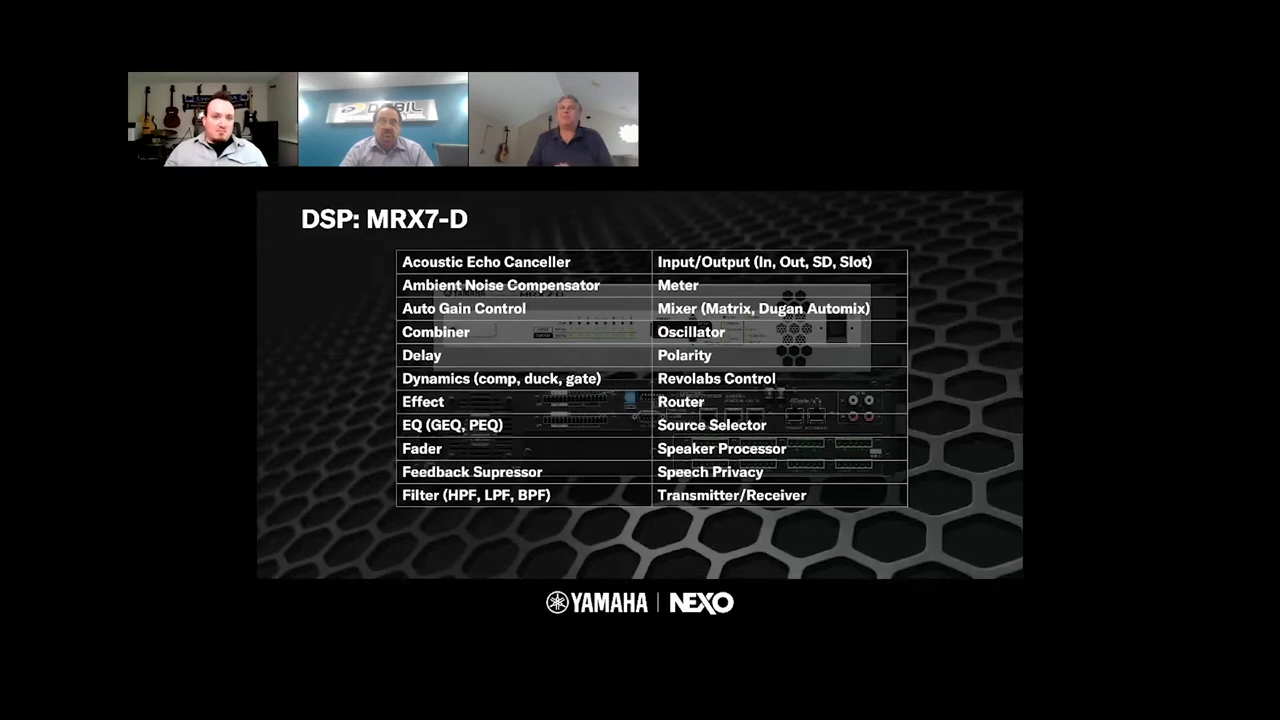 DSP: MRX7-D
Acoustic Echo Canceller
Input/Output (In, Out, SD, Slot)
Ambient Noise Compensator
Meter
Auto Gain Control
Mixer (Matrix, Dugan Automix)
Combiner
Oscillator
Delay
Polarity
Dynamics (comp, duck, gate)
Revolabs Control
Effect
Router
EQ (GEQ, PEQ)
Source Selector
Fader
Speaker Processor
Feedback Supressor
Speech Privacy
Filter (HPF, LPF, BPF)
Transmitter/Receiver
YAMAHA | NEXO